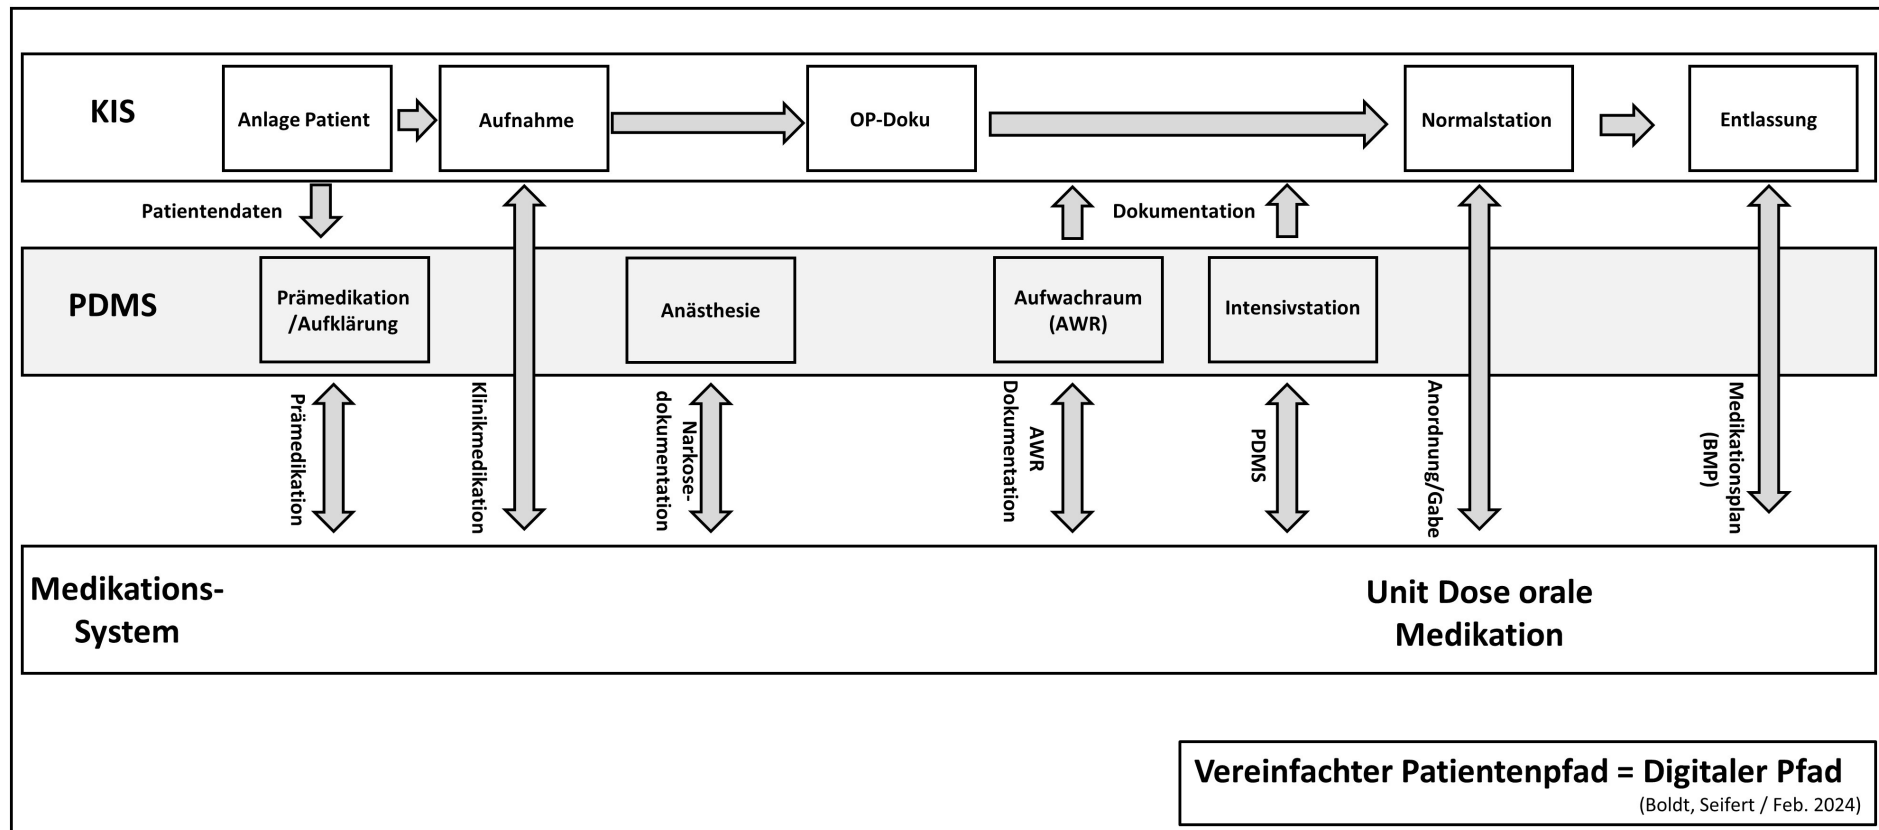 KIS
Anlage Patient
Aufnahme
OP-Doku
Normalstation
Entlassung
Patientendaten
Dokumentation
PDMS
Prämedikation
/Aufklärung
Anästhesie
Aufwachraum
(AWR)
Intensivstation
Prämedikation
Klinikmedikation
Narkose-
dokumentation
AWR
Dokumentation
PDMS
Anordnung/Gabe
Medikationsplan
(BMP)
Medikations-
System
Unit Dose orale
Medikation
Vereinfachter Patientenpfad = Digitaler Pfad
(Boldt, Seifert / Feb. 2024)